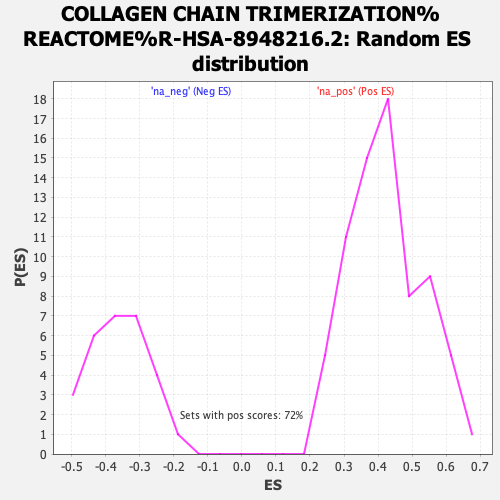 COLLAGEN CHAIN TRIMERIZATION%
REACTOME%R-HSA-8948216.2: Random ES
distribution
'na_neg' (Neg ES)
'na_pos' (Pos ES)
18
17
16
15
14
13
12
11
10
9
8
7
6
5
4
3
2
1
0
P(ES)
Sets with pos scores: 72%
-0.5 -0.4 -0.3 -0.2 -0.1 0.0 0.1 0.2 0.3 0.4 0.5 0.6 0.7
ES